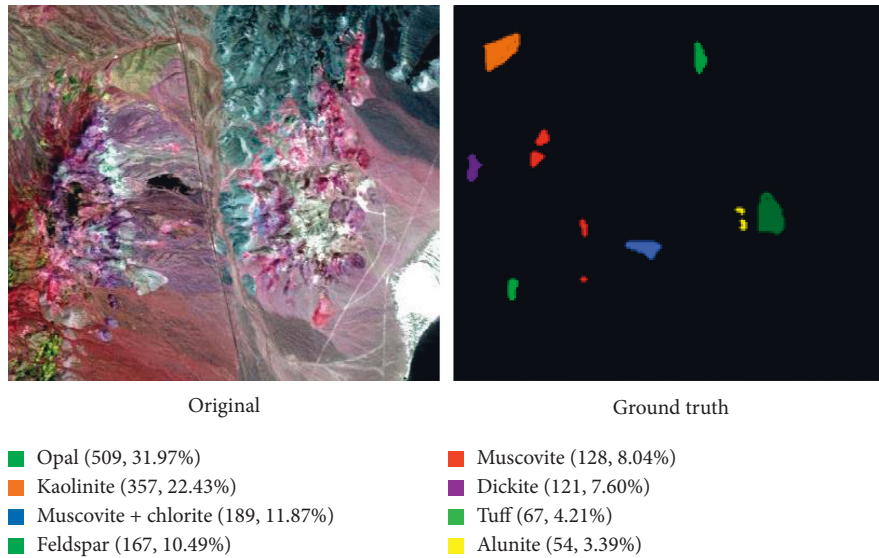 Original
Ground truth
Opal (509, 31.97%)
Kaolinite (357, 22.43%)
Muscovite + chlorite (189, 11.87%)
Feldspar (167, 10.49%)
Muscovite (128, 8.04%)
Dickite (121, 7.60%)
Tuff (67, 4.21%)
Alunite (54, 3.39%)